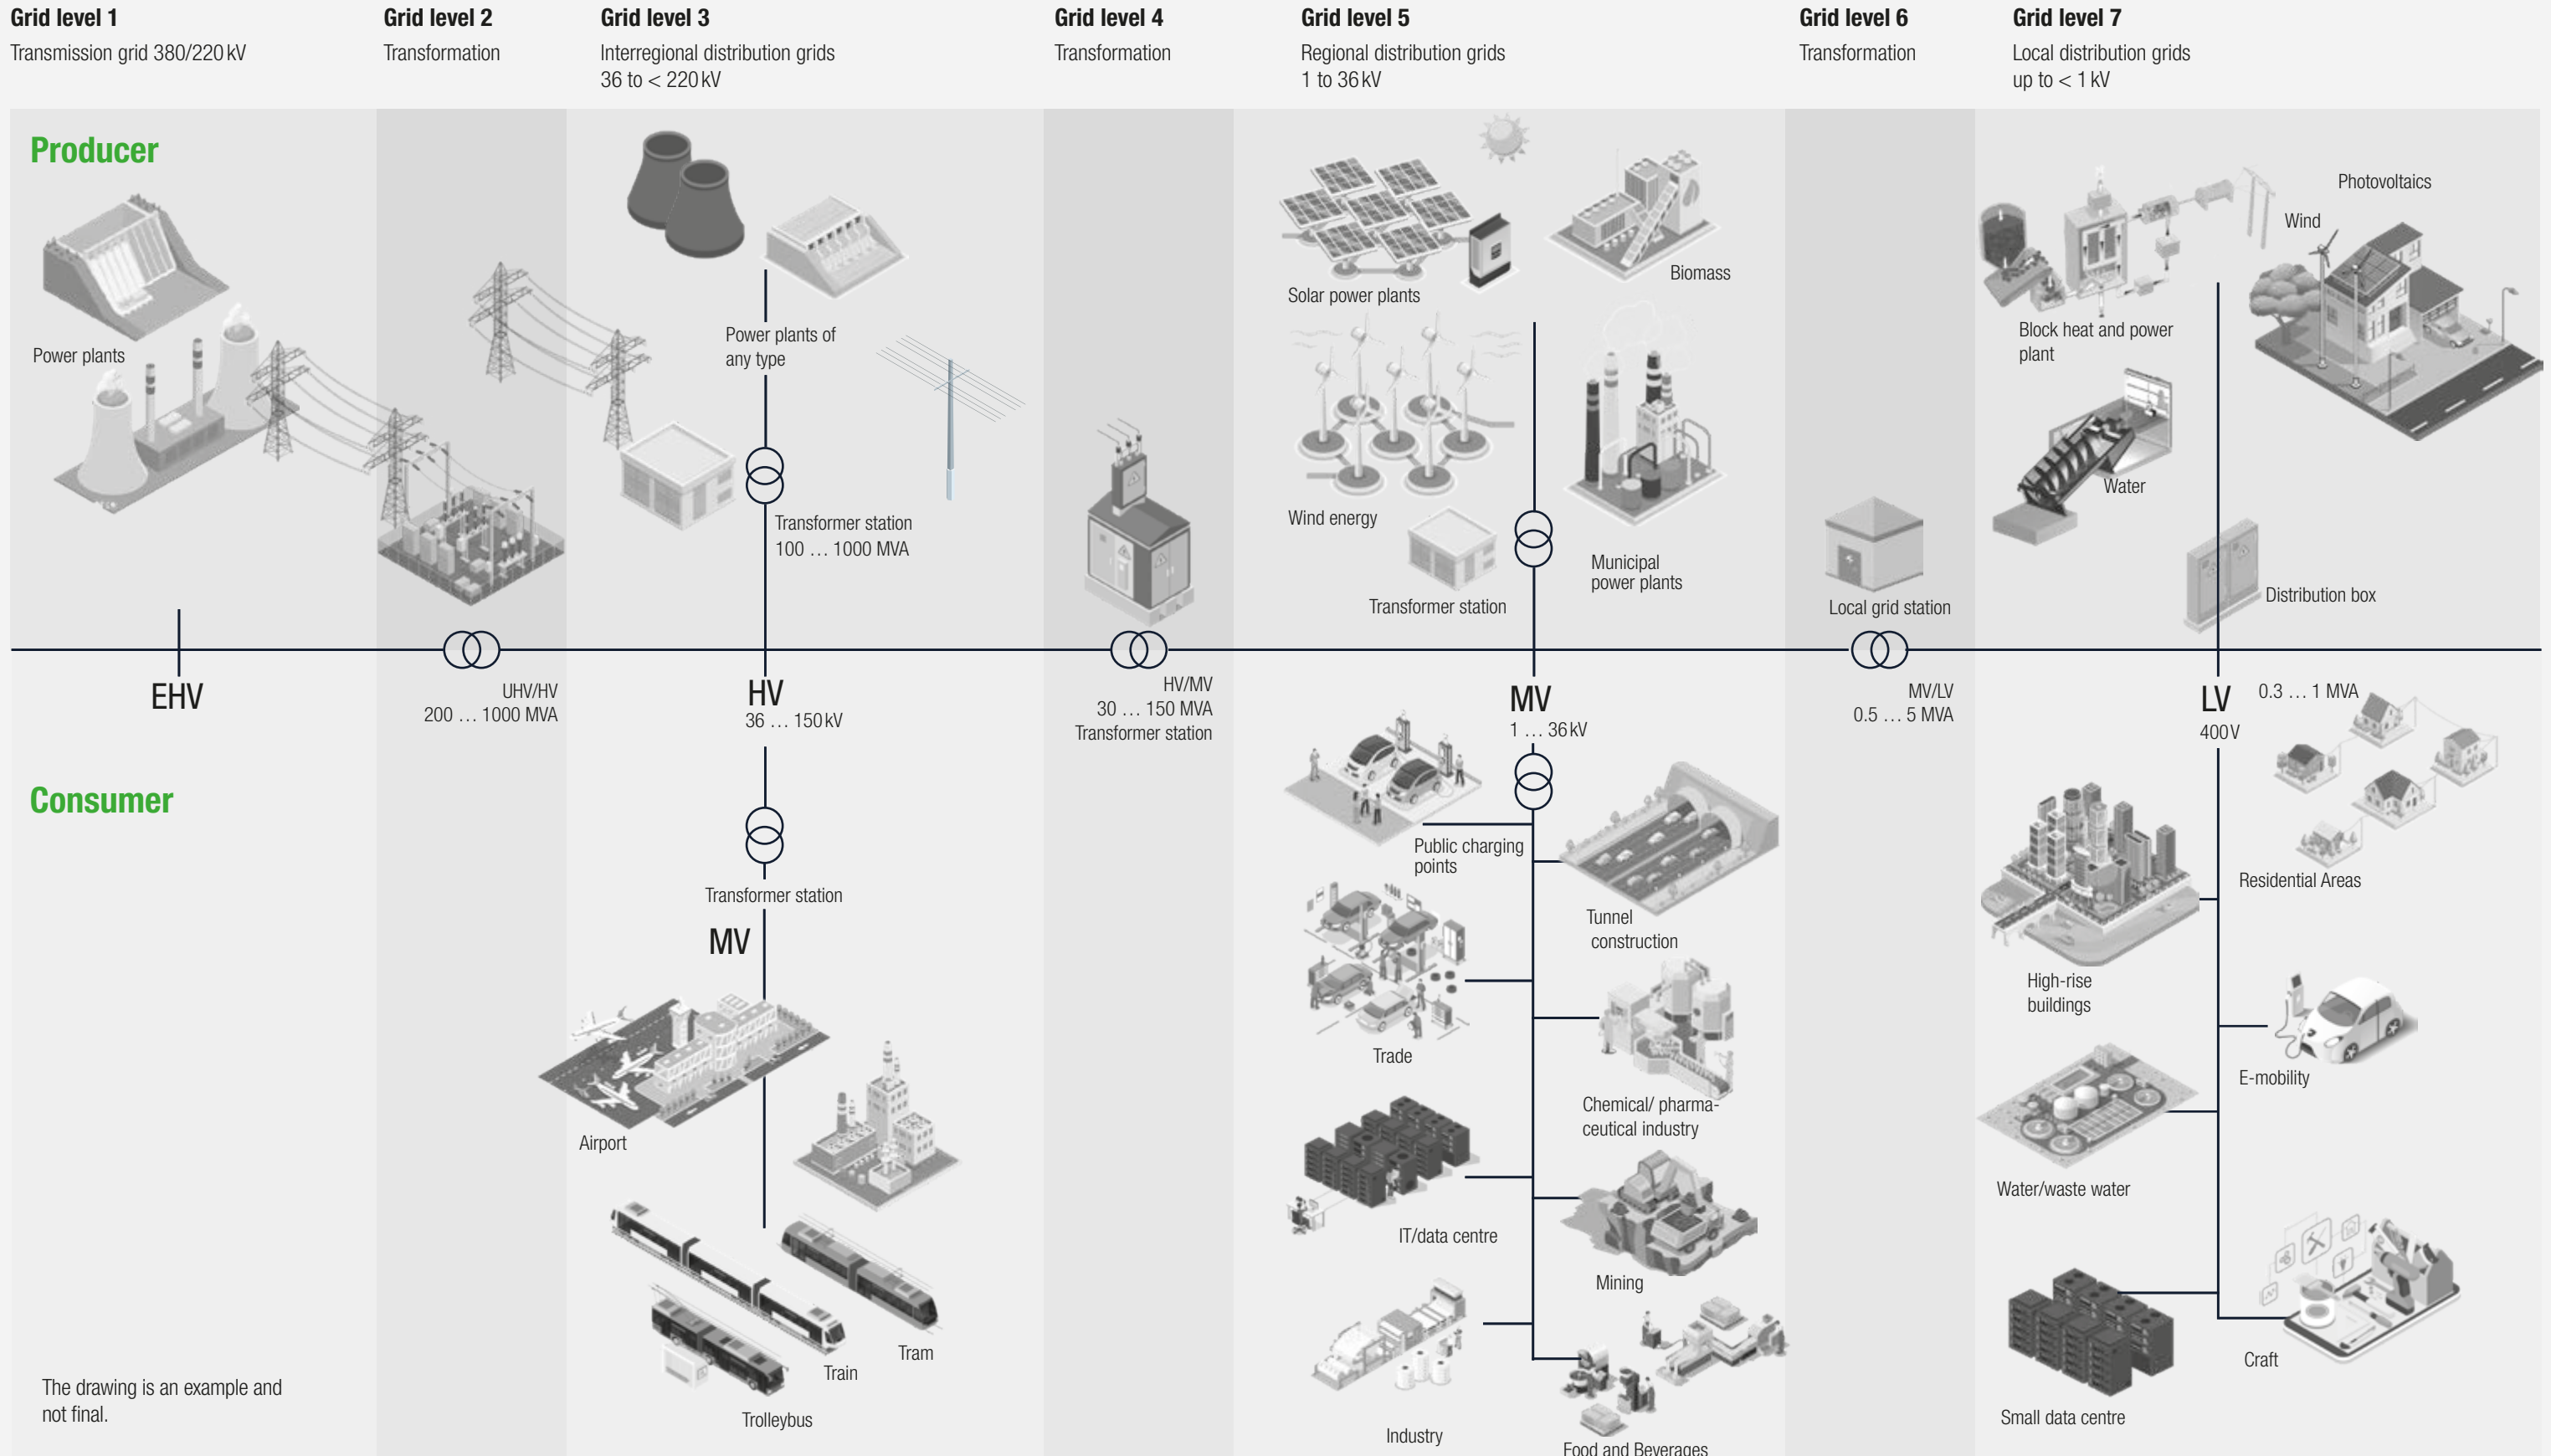 Grid level 1
Transmission grid 380/220 kV
Grid level 2
Transformation
Grid level 3
Interregional distribution grids
36 to < 220 kV
Grid level 4
Transformation
Grid level 5
Regional distribution grids
1 to 36 kV
Grid level 6
Transformation
Grid level 7
Local distribution grids
up to < 1 kV
Producer
Power plants
Power plants of
any type
Transformer station
100 … 1000 MVA
Solar power plants
Biomass
Wind energy
Municipal
power plants
Transformer station
Local grid station
Photovoltaics
Wind
Block heat and power
plant
Water
Distribution box
EHV
UHV/HV
200 … 1000 MVA
HV
36 … 150 kV
HV/MV
30 … 150 MVA
Transformer station
MV
1 … 36 kV
MV/LV
0.5 … 5 MVA
LV
400 V
0.3 … 1 MVA
Consumer
Transformer station
MV
Airport
Train
Tram
Trolleybus
Public charging
points
Tunnel
construction
Trade
Chemical/ pharma-
ceutical industry
IT/data centre
Mining
Industry
Food and Beverages
Residential Areas
High-rise
buildings
E-mobility
Water/waste water
Craft
Small data centre
The drawing is an example and
not final.